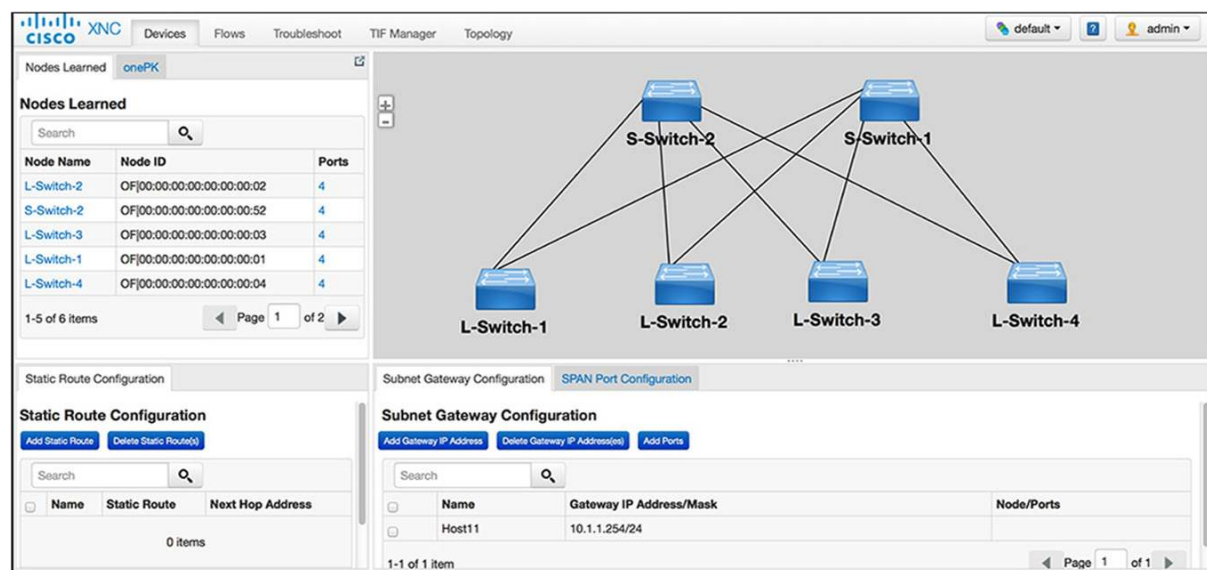 CISCO XNC Devices Flows Troubleshoot TIF Manager Topology default ? admin
Nodes Learned onePK
Nodes Learned
Search
Node Name Node ID Ports
L-Switch-2 OF|00:00:00:00:00:00:00:02 4
S-Switch-2 OF|00:00:00:00:00:00:00:52 4
L-Switch-3 OF|00:00:00:00:00:00:00:03 4
L-Switch-1 OF|00:00:00:00:00:00:00:01 4
L-Switch-4 OF|00:00:00:00:00:00:00:04 4
1-5 of 6 items Page 1 of 2
+
-
S-Switch-2 S-Switch-1
L-Switch-1 L-Switch-2 L-Switch-3 L-Switch-4
Static Route Configuration
Static Route Configuration
Add Static Route Delete Static Route(s)
Search
Name Static Route Next Hop Address
0 items
Subnet Gateway Configuration SPAN Port Configuration
Subnet Gateway Configuration
Add Gateway IP Address Delete Gateway IP Address(es) Add Ports
Search
Name Gateway IP Address/Mask Node/Ports
Host11 10.1.1.254/24
1-1 of 1 item Page 1 of 1